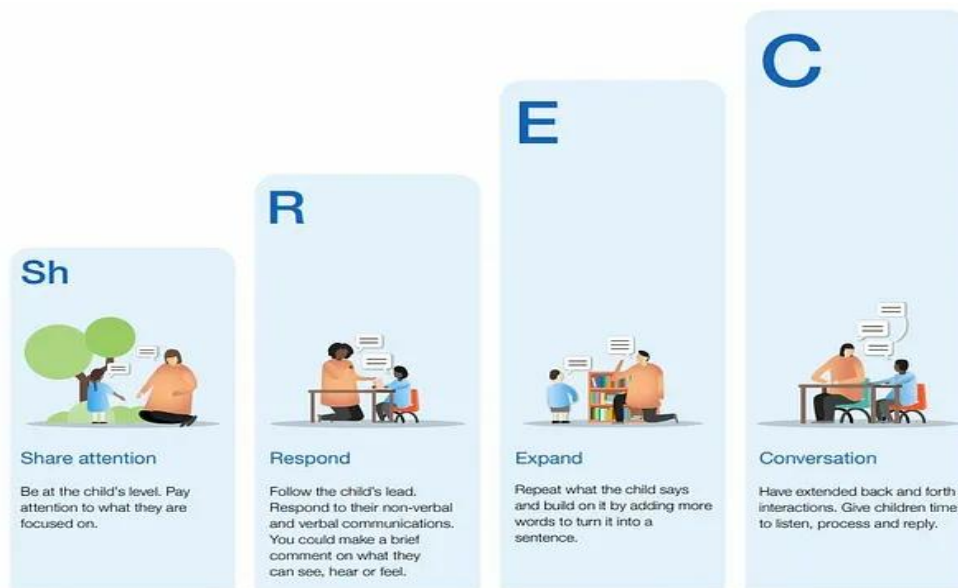 Sh
Share attention
Be at the child's level. Pay
attention to what they are
focused on.
R
Respond
Follow the child's lead.
Respond to their non-verbal
and verbal communications.
You could make a brief
comment on what they
can see, hear or feel.
E
Expand
Repeat what the child says
and build on it by adding more
words to turn it into a
sentence.
C
Conversation
Have extended back and forth
interactions. Give children time
to listen, process and reply.